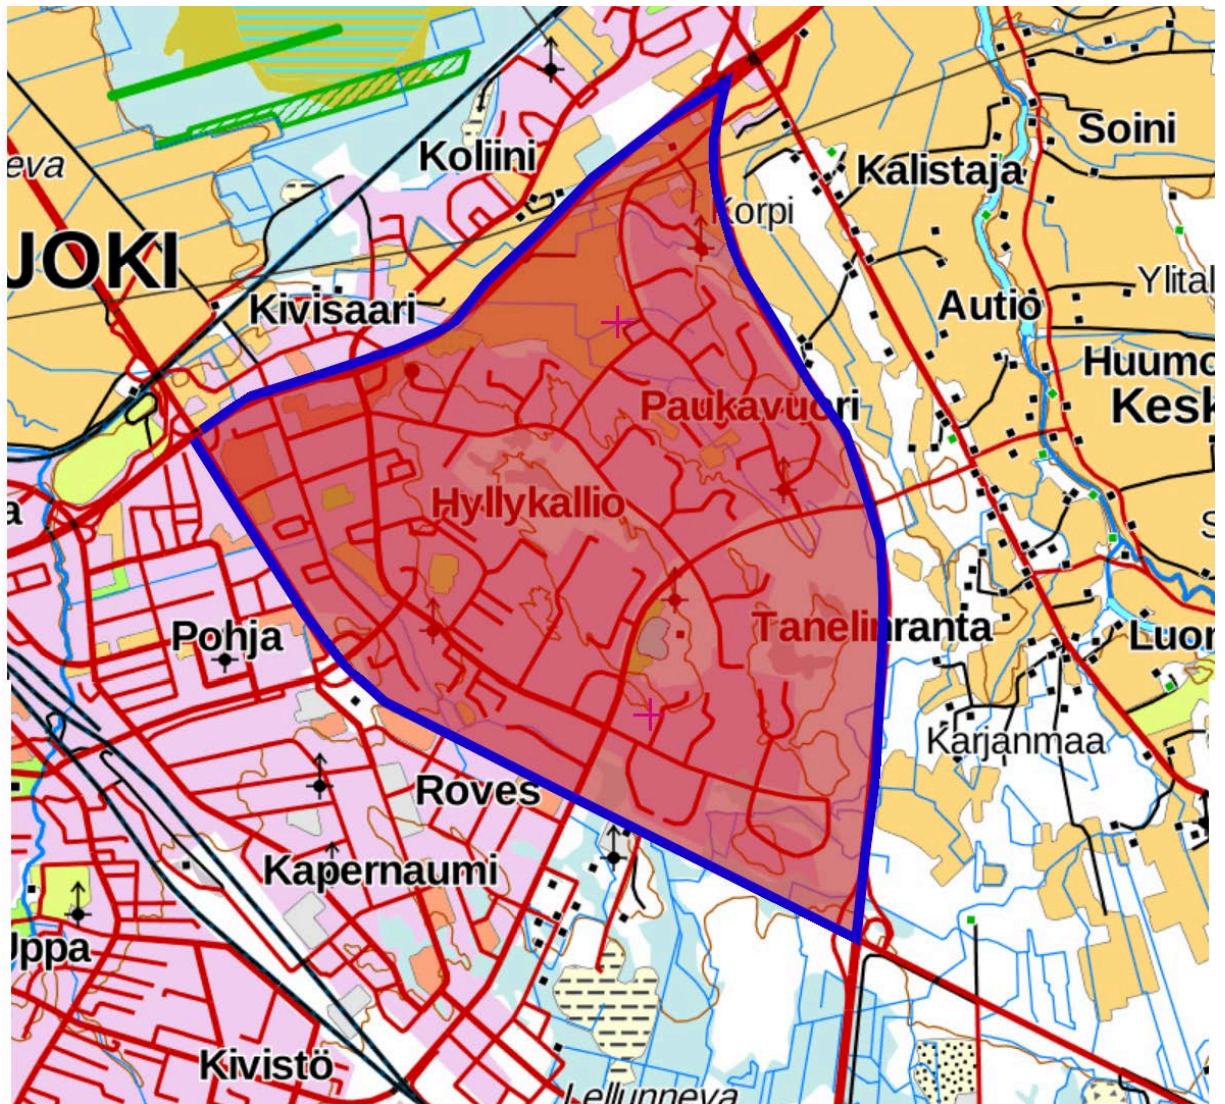 Soini
Koliini
eva
Kalistaja
Korpi
JOKI
Ylital
Kivisaari
Autio
Huumo
Kesk
Paukavuori
Hyllykallio
a
S
Pohja
Tanelinranta
Luor
Karjanmaa
Roves
Kapernaumi
Uppa
Kivistö
Lellunneva